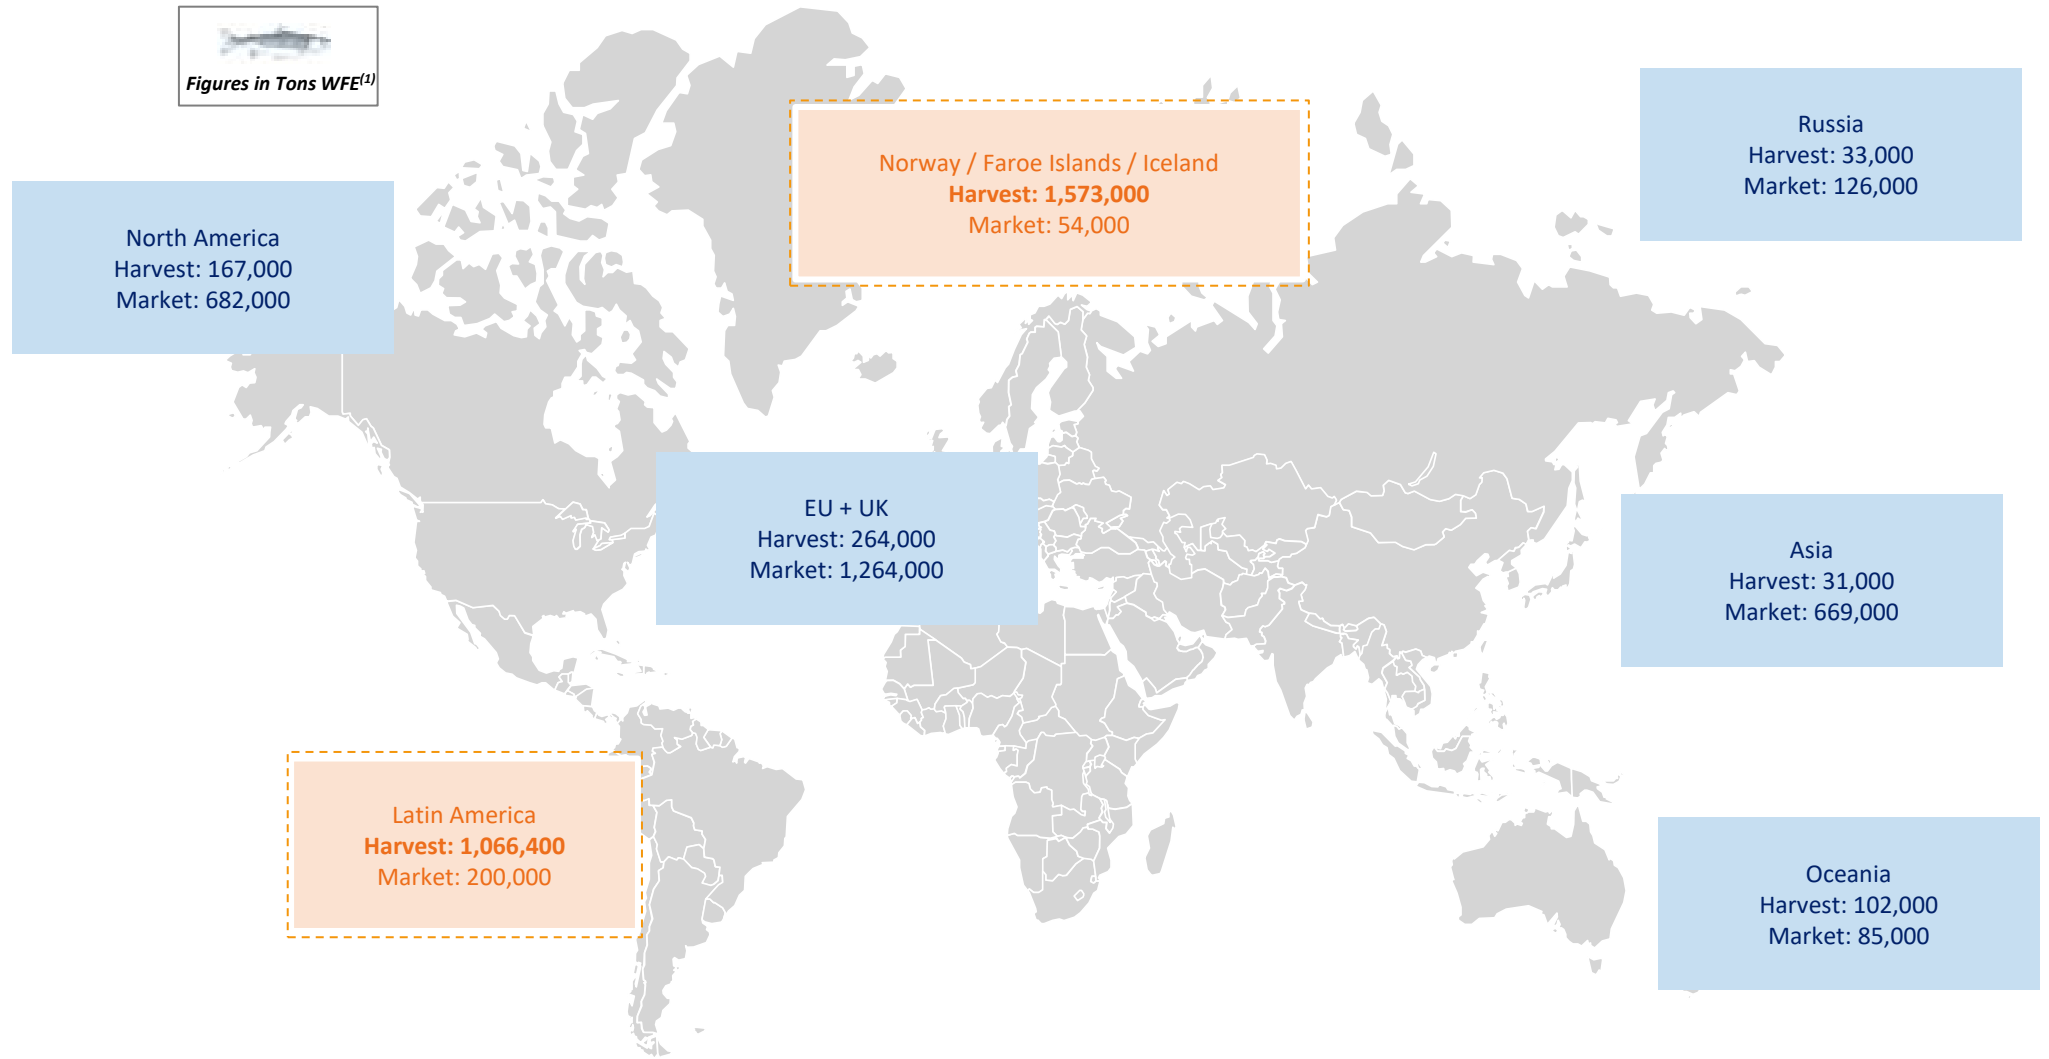 Figures in Tons WFE(1)
Norway / Faroe Islands / Iceland
Harvest: 1,573,000
Market: 54,000
Russia
Harvest: 33,000
Market: 126,000
North America
Harvest: 167,000
Market: 682,000
EU + UK
Harvest: 264,000
Market: 1,264,000
Asia
Harvest: 31,000
Market: 669,000
Latin America
Harvest: 1,066,400
Market: 200,000
Oceania
Harvest: 102,000
Market: 85,000